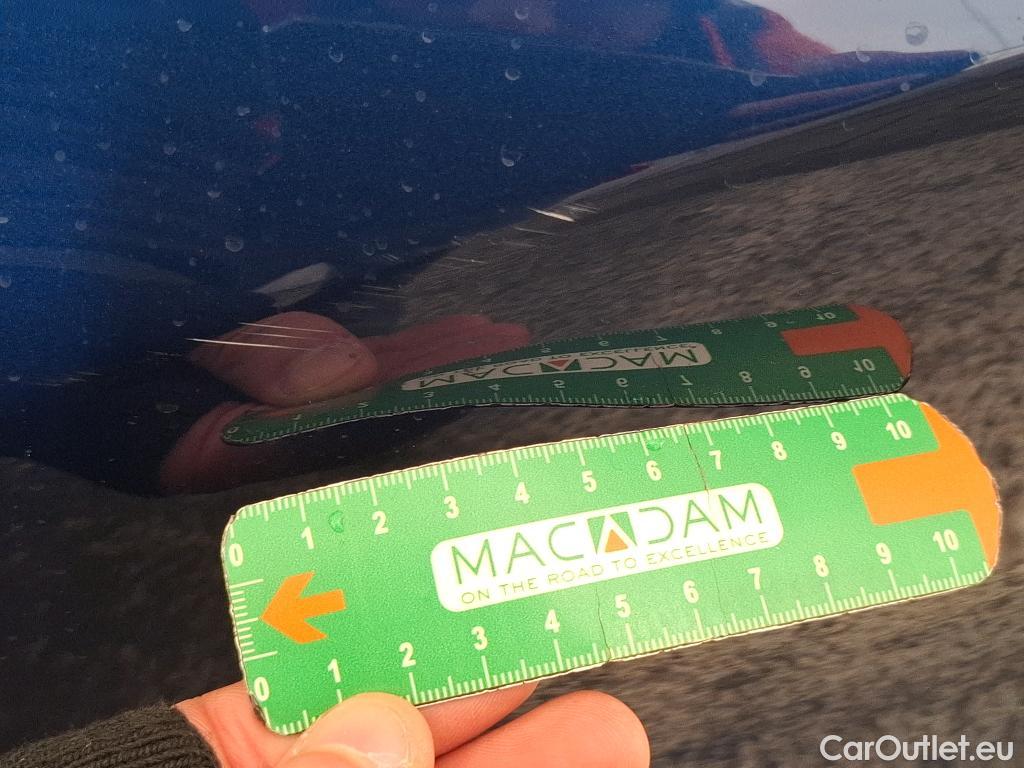 0 1 2 3 4 5 6 7 8 9 10
MACADAM
ON THE ROAD TO EXCELLENCE
0 1 2 3 4 5 6 7 8 9 10
CarOutlet.eu